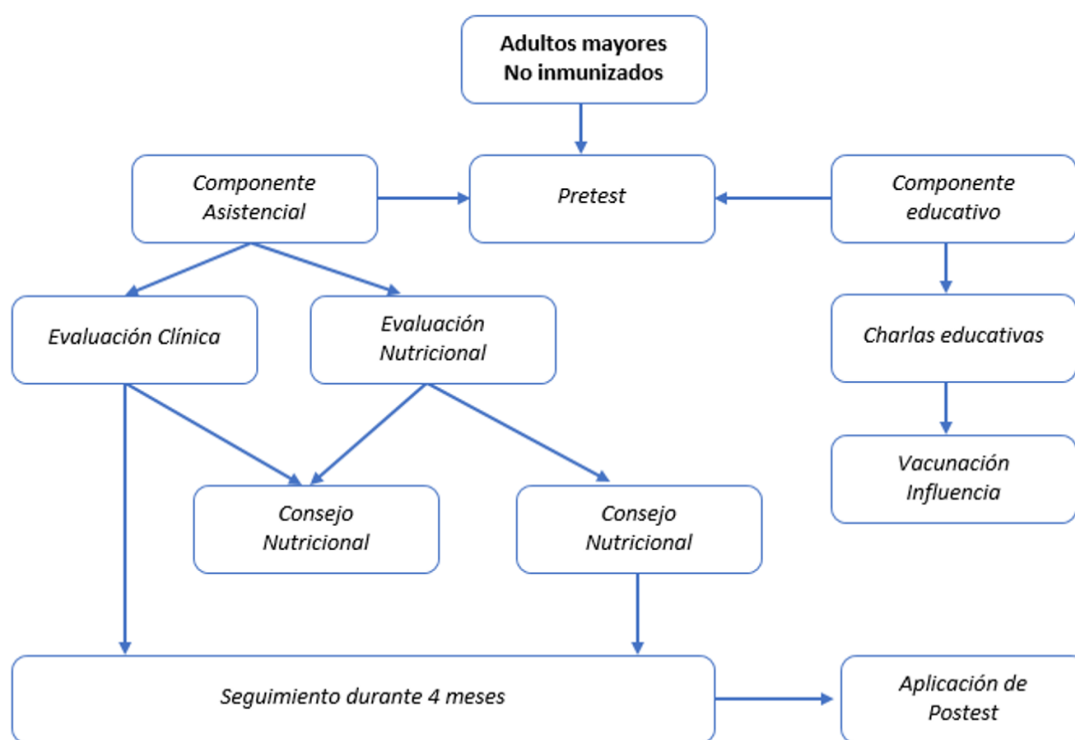 Adultos mayores
No inmunizados
Componente
Asistencial
Pretest
Componente
educativo
Evaluación Clínica
Evaluación
Nutricional
Charlas educativas
Consejo
Nutricional
Consejo
Nutricional
Vacunación
Influencia
Seguimiento durante 4 meses
Aplicación de
Postest